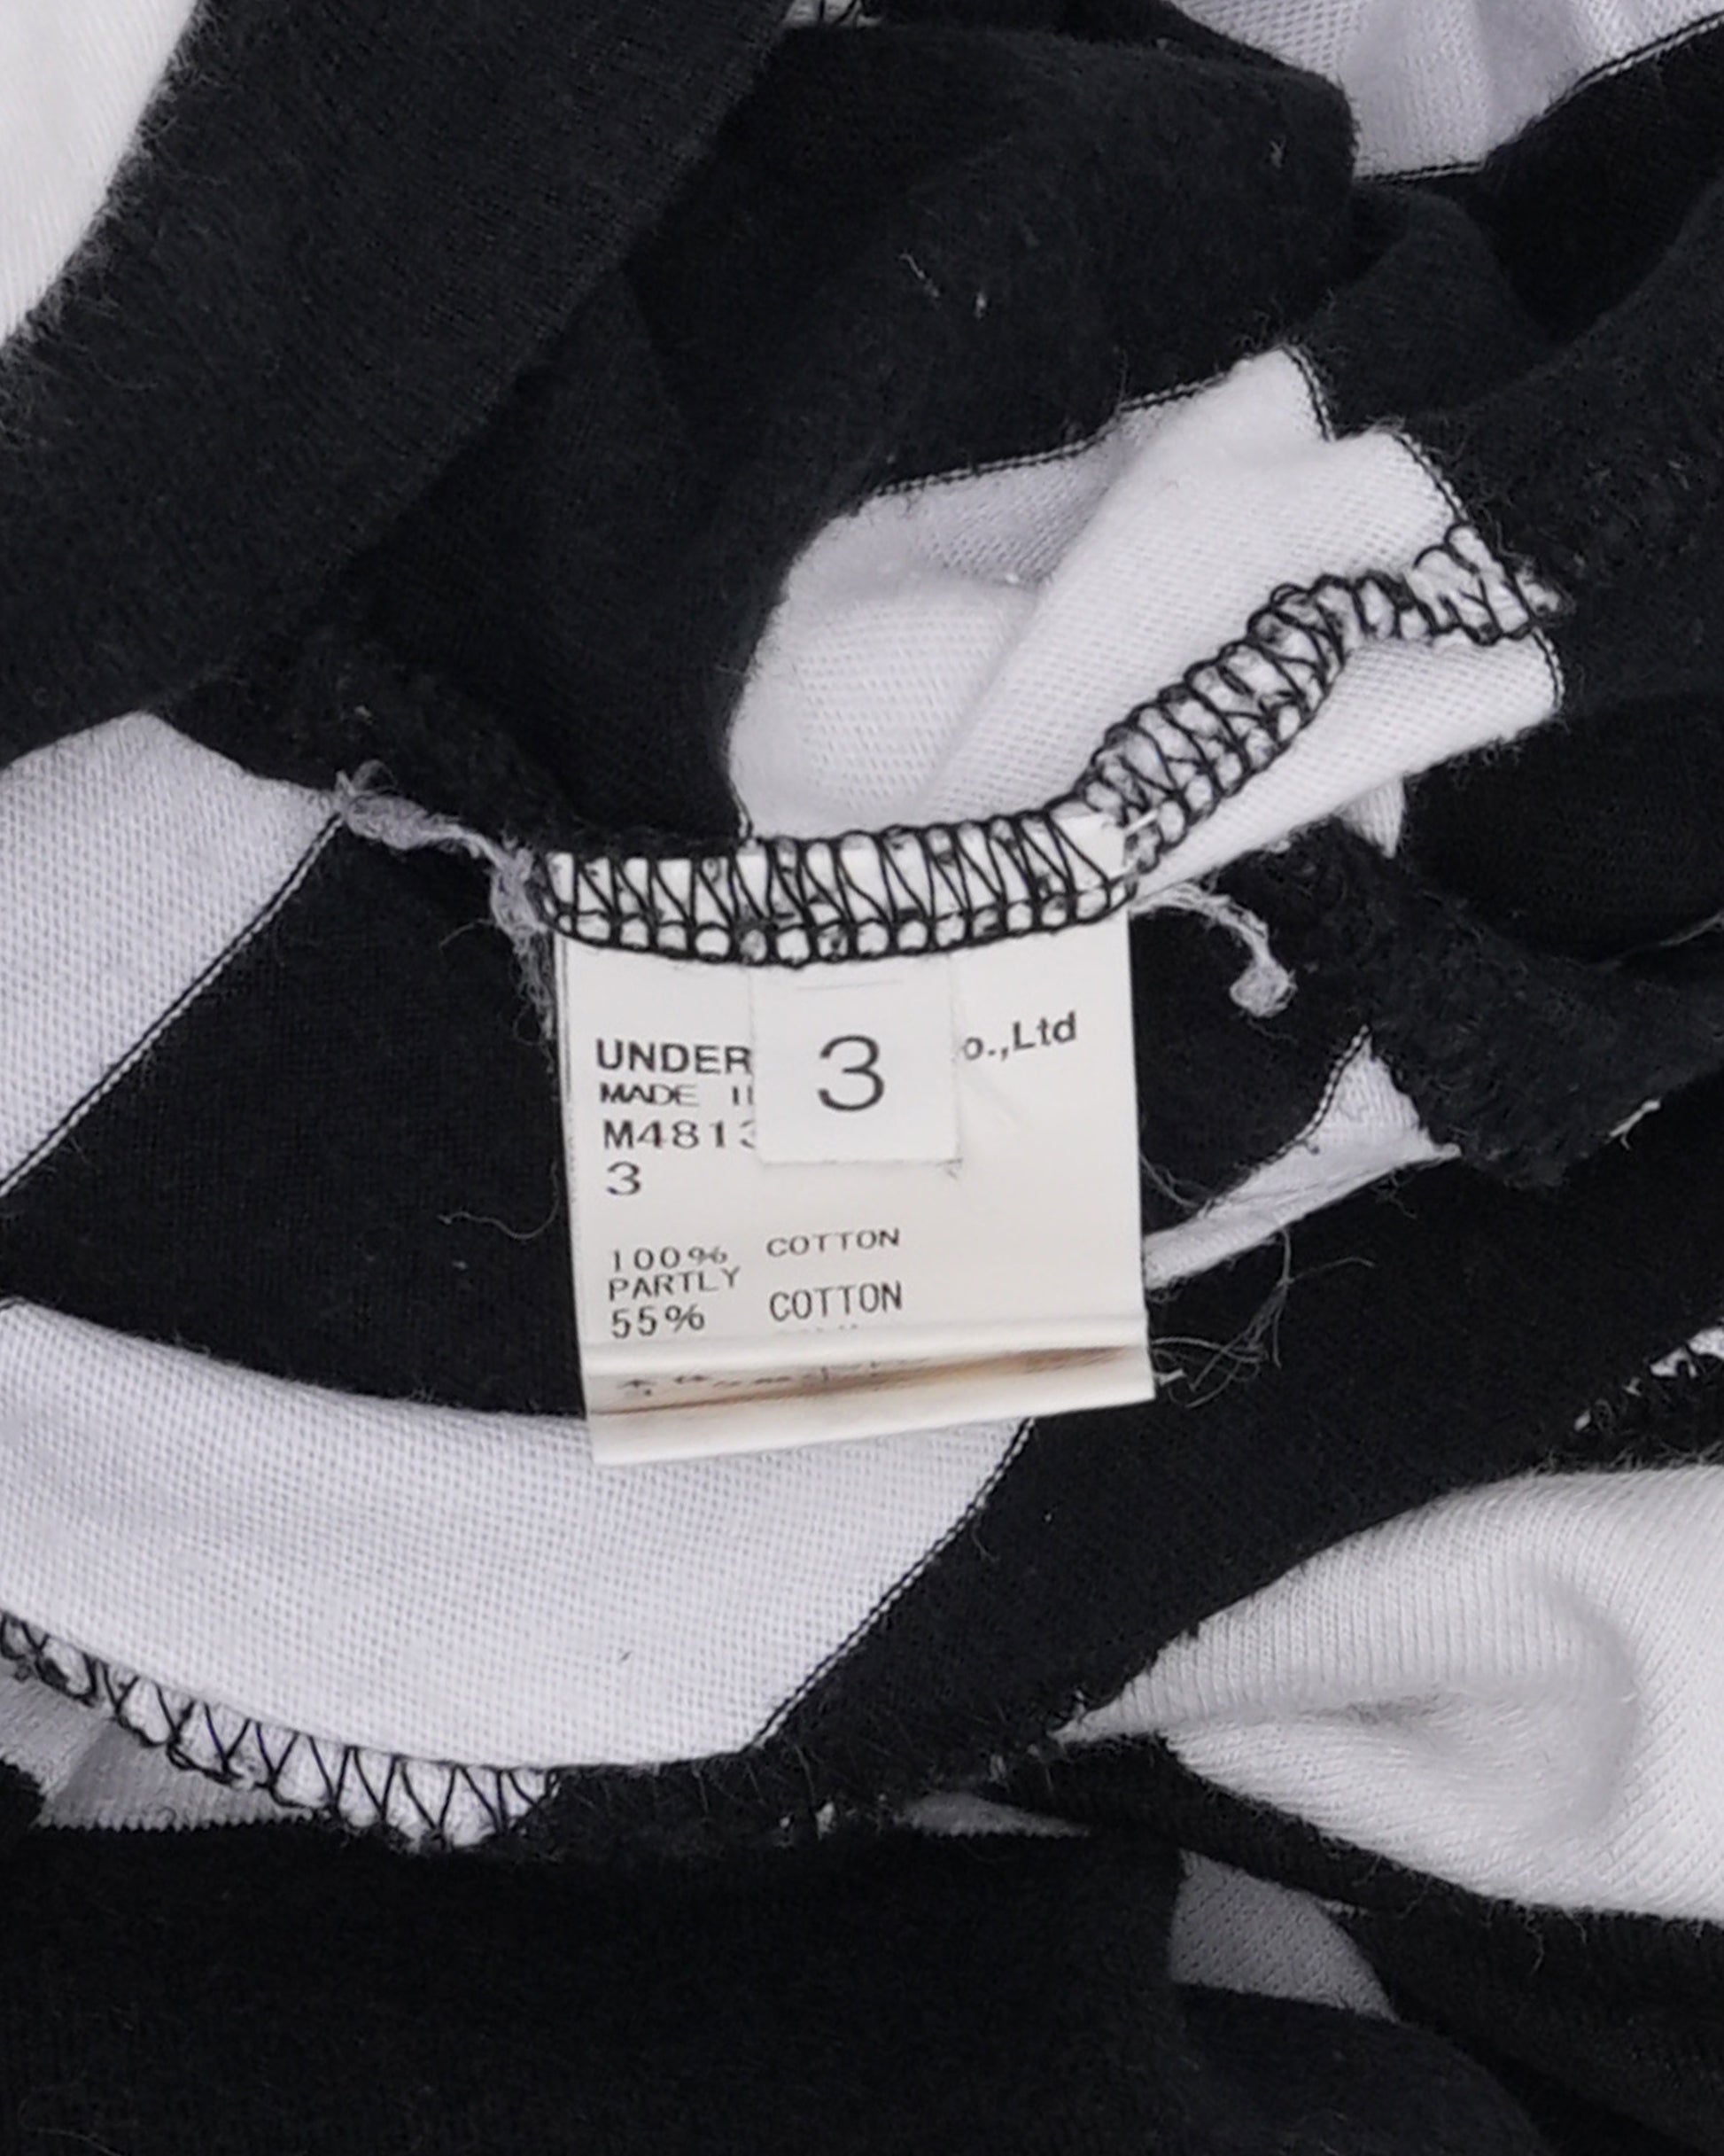 UNDER
o.,Ltd
3
MADE
M4813
3
100% COTTON
PARTLY
55% COTTON